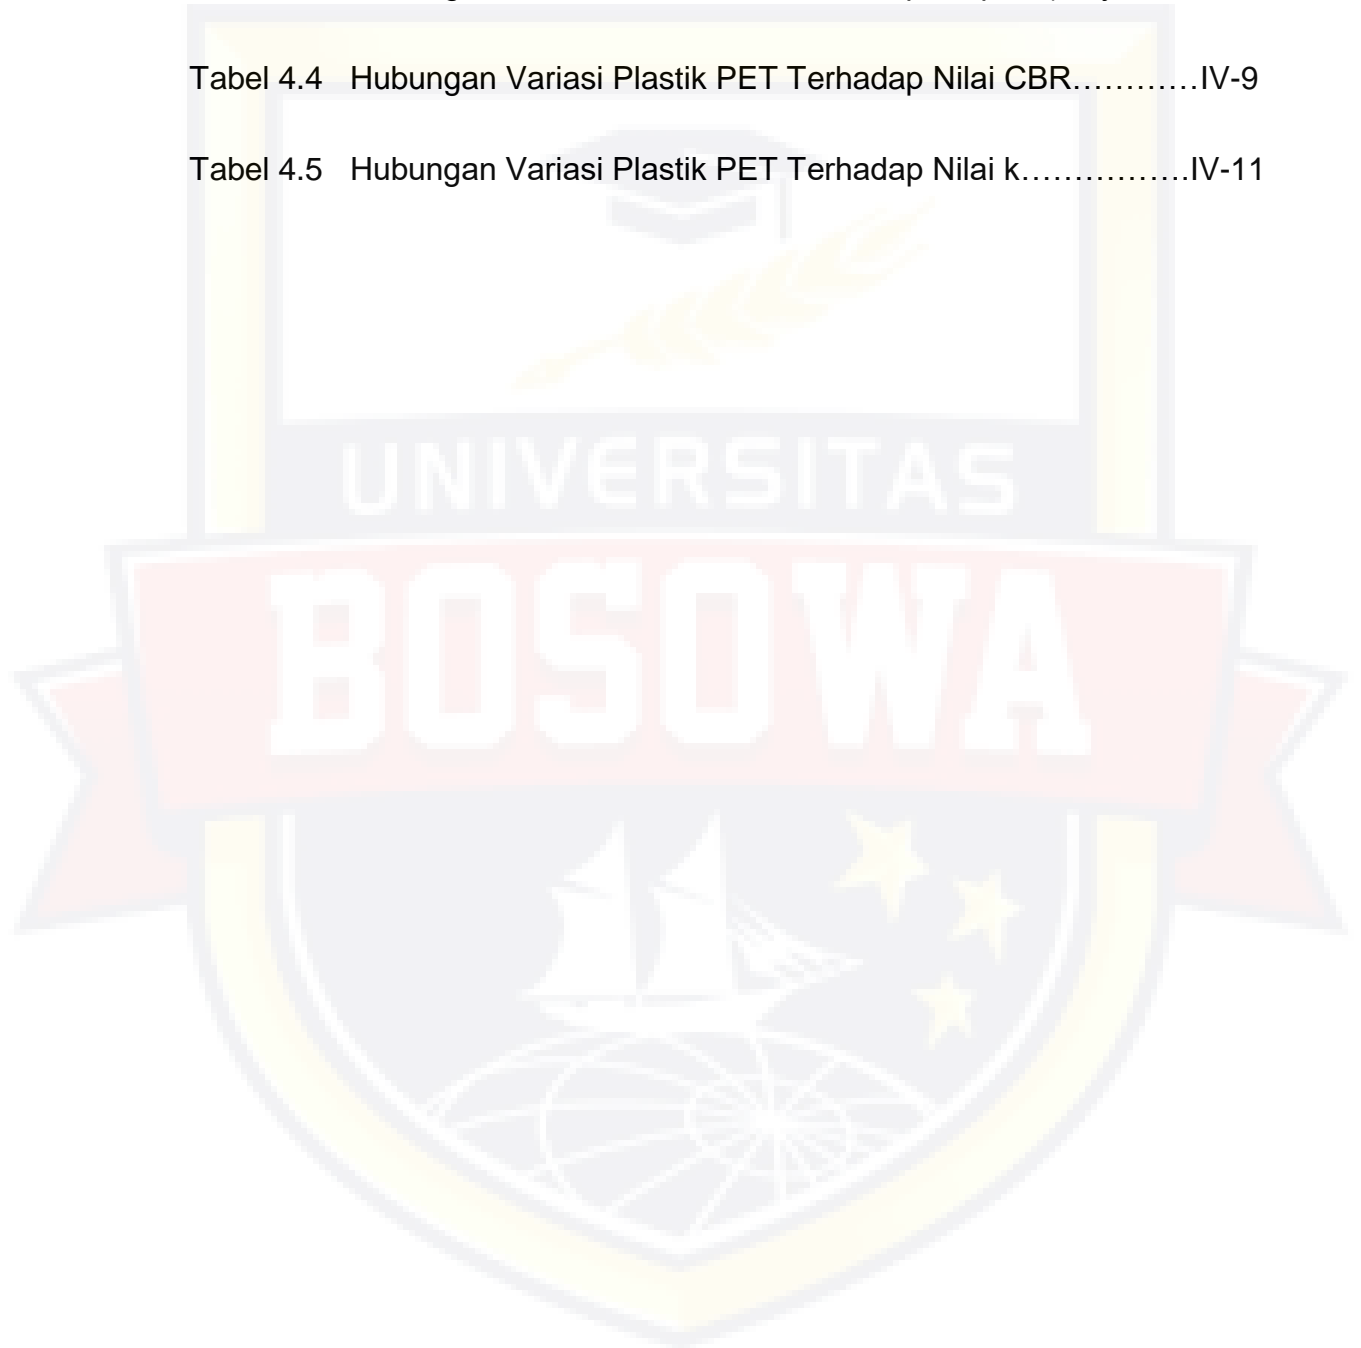 Tabel 4.4 Hubungan Variasi Plastik PET Terhadap Nilai CBR…………IV-9
Tabel 4.5 Hubungan Variasi Plastik PET Terhadap Nilai k…………….IV-11
UNIVERSITAS
BOSOWA